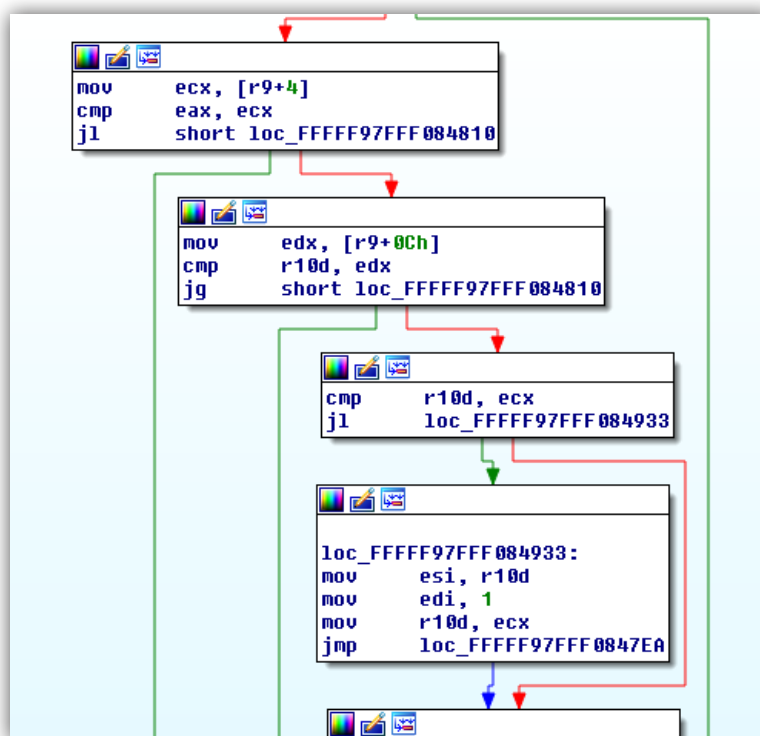 mov ecx, [r9+4]
cmp eax, ecx
jl short loc_FFFFF97FFF084810
mov edx, [r9+0Ch]
cmp r10d, edx
jg short loc_FFFFF97FFF084810
cmp r10d, ecx
jl loc_FFFFF97FFF084933
loc_FFFFF97FFF084933:
mov esi, r10d
mov edi, 1
mov r10d, ecx
jmp loc_FFFFF97FFF0847EA